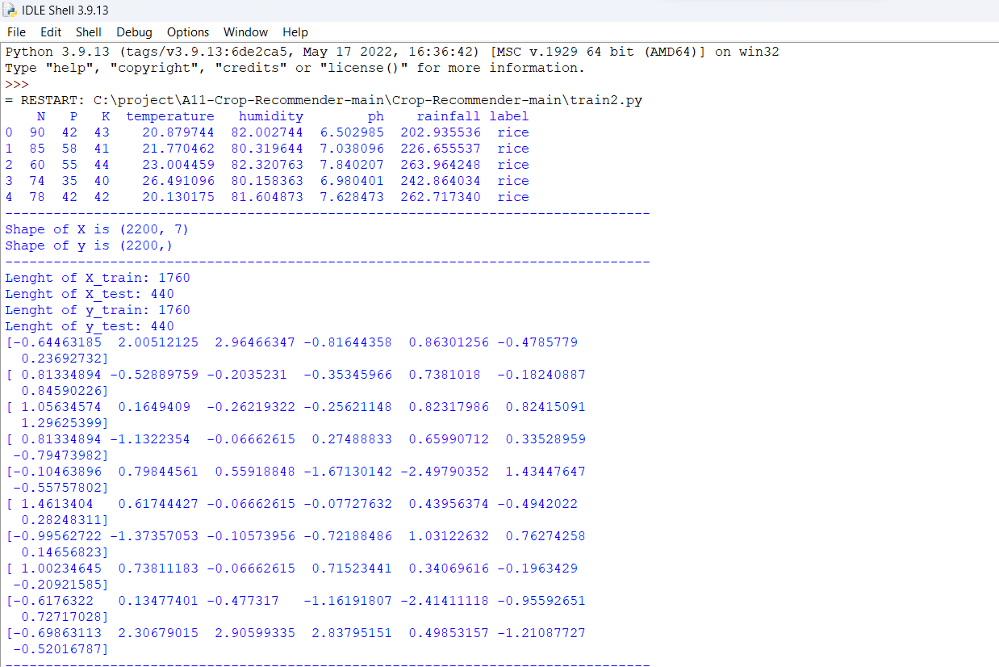 IDLE Shell 3.9.13
File Edit Shell Debug Options Window Help
Python 3.9.13 (tags/v3.9.13:6de2ca5, May 17 2022, 16:36:42) [MSC v.1929 64 bit (AMD64)] on win32
Type "help", "copyright", "credits" or "license()" for more information.
>>>
= RESTART: C:\project\A11-Crop-Recommender-main\Crop-Recommender-main\train2.py
    N   P   K  temperature   humidity        ph    rainfall label
0  90  42  43    20.879744  82.002744  6.502985  202.935536  rice
1  85  58  41    21.770462  80.319644  7.038096  226.655537  rice
2  60  55  44    23.004459  82.320763  7.840207  263.964248  rice
3  74  35  40    26.491096  80.158363  6.980401  242.864034  rice
4  78  42  42    20.130175  81.604873  7.628473  262.717340  rice
--------------------------------------------------------------------------------
Shape of X is (2200, 7)
Shape of y is (2200,)
--------------------------------------------------------------------------------
Lenght of X_train: 1760
Lenght of X_test: 440
Lenght of y_train: 1760
Lenght of y_test: 440
[-0.64463185  2.00512125  2.96466347 -0.81644358  0.86301256 -0.4785779
  0.23692732]
[ 0.81334894 -0.52889759 -0.2035231  -0.35345966  0.7381018  -0.18240887
  0.84590226]
[ 1.05634574  0.1649409  -0.26219322 -0.25621148  0.82317986  0.82415091
  1.29625399]
[ 0.81334894 -1.1322354  -0.06662615  0.27488833  0.65990712  0.33528959
 -0.79473982]
[-0.10463896  0.79844561  0.55918848 -1.67130142 -2.49790352  1.43447647
 -0.55757802]
[ 1.4613404   0.61744427 -0.06662615 -0.07727632  0.43956374 -0.4942022
  0.28248311]
[-0.99562722 -1.37357053 -0.10573956 -0.72188486  1.03122632  0.76274258
  0.14656823]
[ 1.00234645  0.73811183 -0.06662615  0.71523441  0.34069616 -0.1963429
 -0.20921585]
[-0.6176322   0.13477401 -0.477317   -1.16191807 -2.41411118 -0.95592651
  0.72717028]
[-0.69863113  2.30679015  2.90599335  2.83795151  0.49853157 -1.21087727
 -0.52016787]
--------------------------------------------------------------------------------